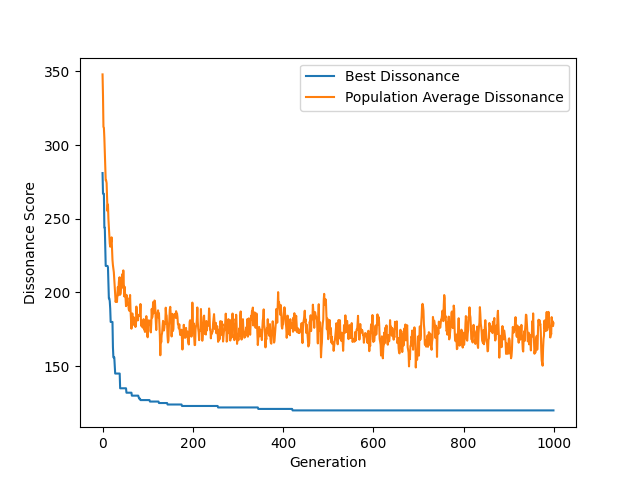 Best Dissonance
Population Average Dissonance
350
300
250
200
150
Dissonance Score
0 200 400 600 800 1000
Generation